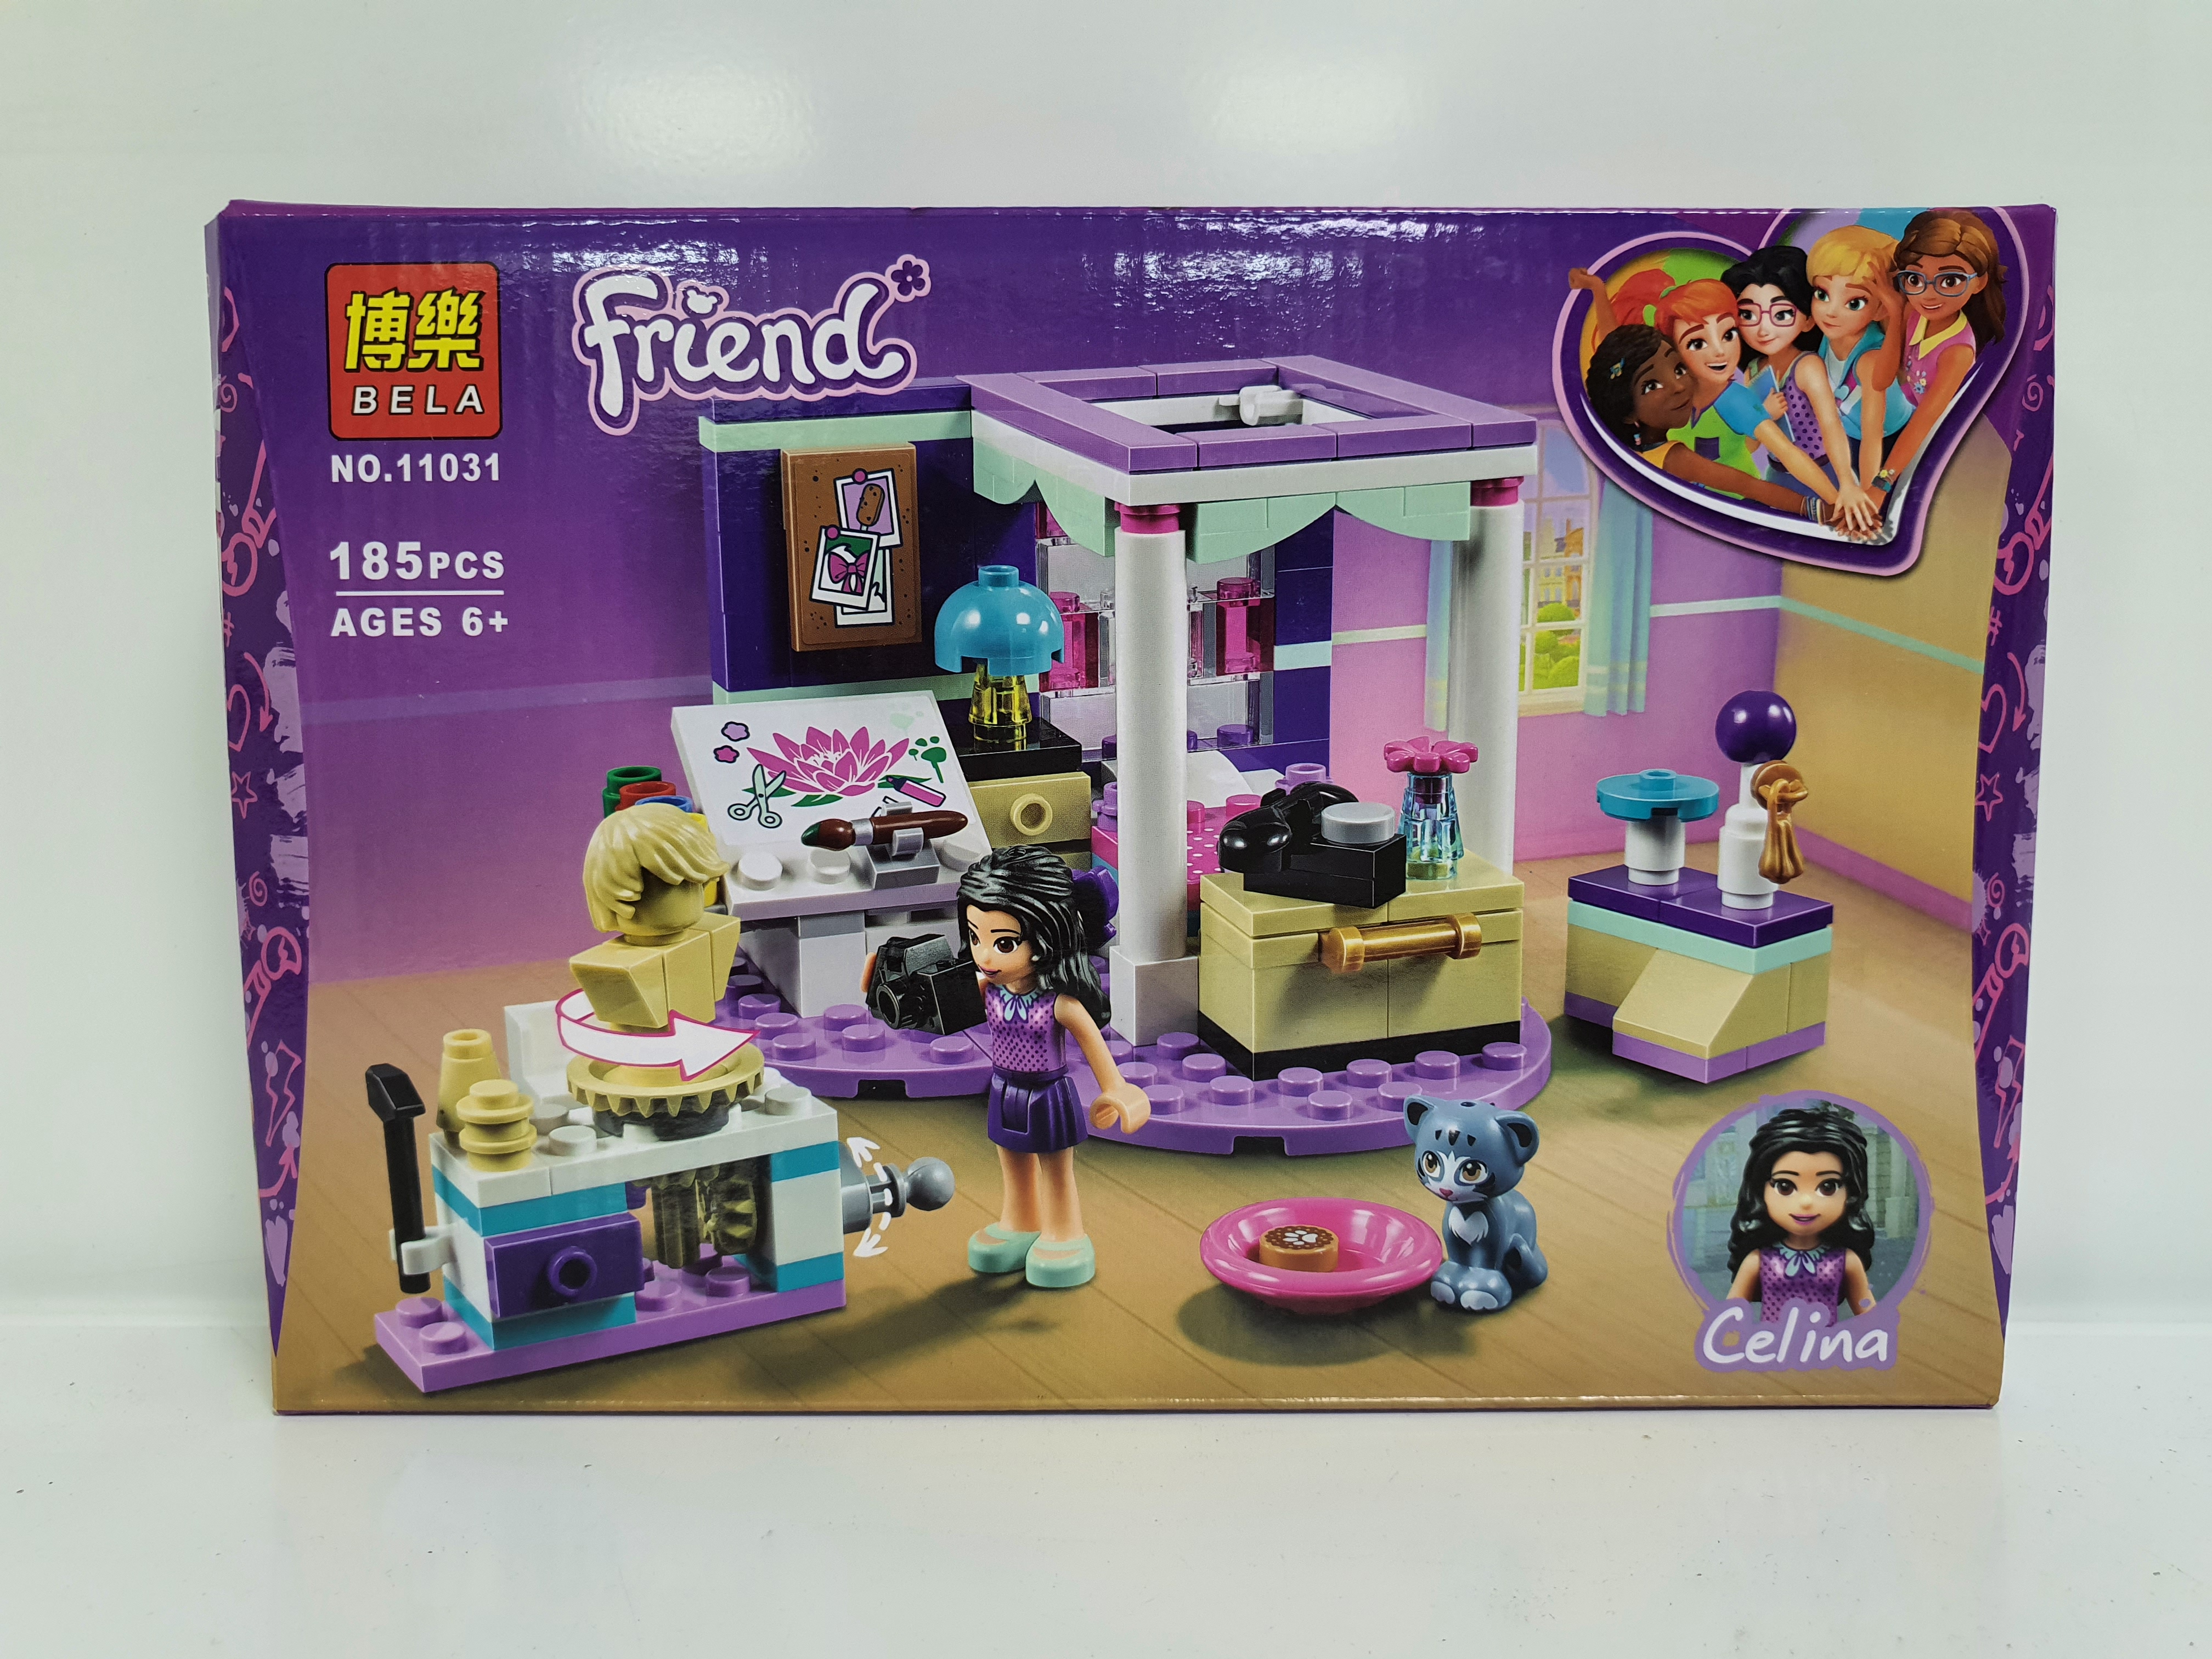 博樂
BELA
friend
NO.11031
185PCS
AGES 6+
Celina